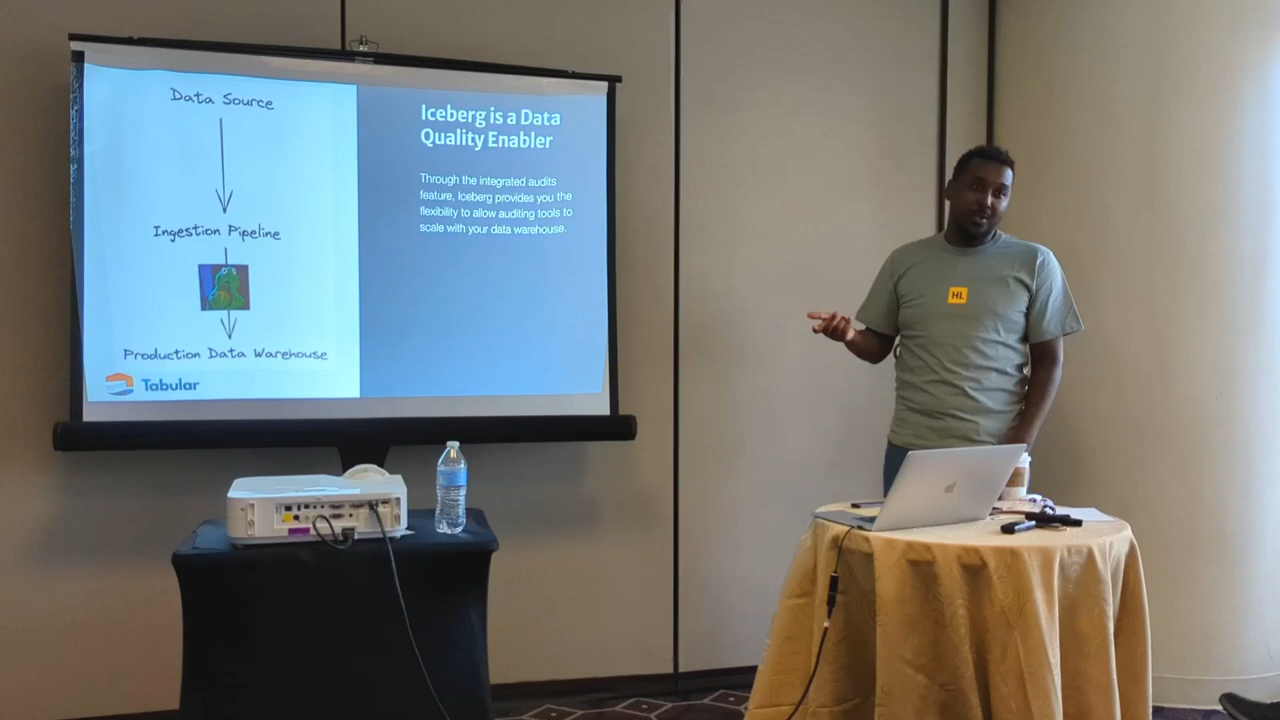 Data Source
Ingestion Pipeline
Production Data Warehouse
Tabular
Iceberg is a Data
Quality Enabler
Through the integrated audits
feature, Iceberg provides you the
flexibility to allow auditing tools to
scale with your data warehouse.
HL